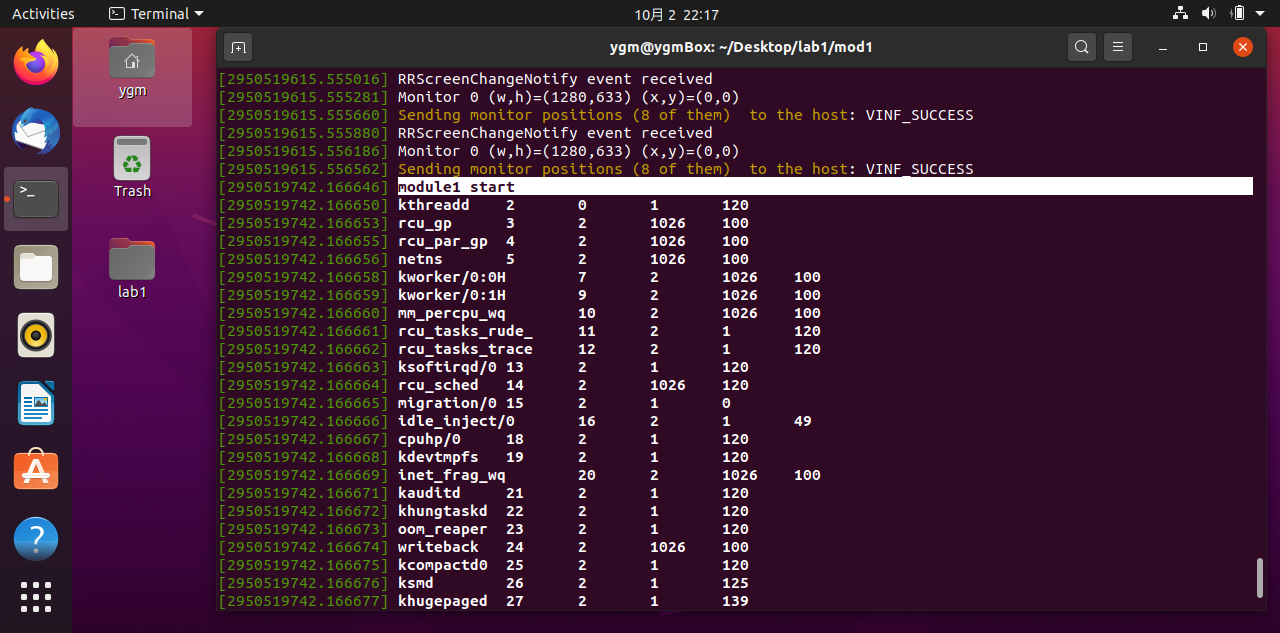 Activities Terminal 10月 2 22:17
ygm@ygmBox: ~/Desktop/lab1/mod1
ygm
Trash
lab1
[2950519615.555016] RRScreenChangeNotify event received
[2950519615.555281] Monitor 0 (w,h)=(1280,633) (x,y)=(0,0)
[2950519615.555660] Sending monitor positions (8 of them)  to the host: VINF_SUCCESS
[2950519615.555880] RRScreenChangeNotify event received
[2950519615.556186] Monitor 0 (w,h)=(1280,633) (x,y)=(0,0)
[2950519615.556562] Sending monitor positions (8 of them)  to the host: VINF_SUCCESS
[2950519742.166646] module1 start
[2950519742.166650] kthreadd 2 0 1 120
[2950519742.166653] rcu_gp 3 2 1026 100
[2950519742.166655] rcu_par_gp 4 2 1026 100
[2950519742.166656] netns 5 2 1026 100
[2950519742.166658] kworker/0:0H 7 2 1026 100
[2950519742.166659] kworker/0:1H 9 2 1026 100
[2950519742.166660] mm_percpu_wq 10 2 1026 100
[2950519742.166661] rcu_tasks_rude_ 11 2 1 120
[2950519742.166662] rcu_tasks_trace 12 2 1 120
[2950519742.166663] ksoftirqd/0 13 2 1 120
[2950519742.166664] rcu_sched 14 2 1026 120
[2950519742.166665] migration/0 15 2 1 0
[2950519742.166666] idle_inject/0 16 2 1 49
[2950519742.166667] cpuhp/0 18 2 1 120
[2950519742.166668] kdevtmpfs 19 2 1 120
[2950519742.166669] inet_frag_wq 20 2 1026 100
[2950519742.166671] kauditd 21 2 1 120
[2950519742.166672] khungtaskd 22 2 1 120
[2950519742.166673] oom_reaper 23 2 1 120
[2950519742.166674] writeback 24 2 1026 100
[2950519742.166675] kcompactd0 25 2 1 120
[2950519742.166676] ksmd 26 2 1 125
[2950519742.166677] khugepaged 27 2 1 139